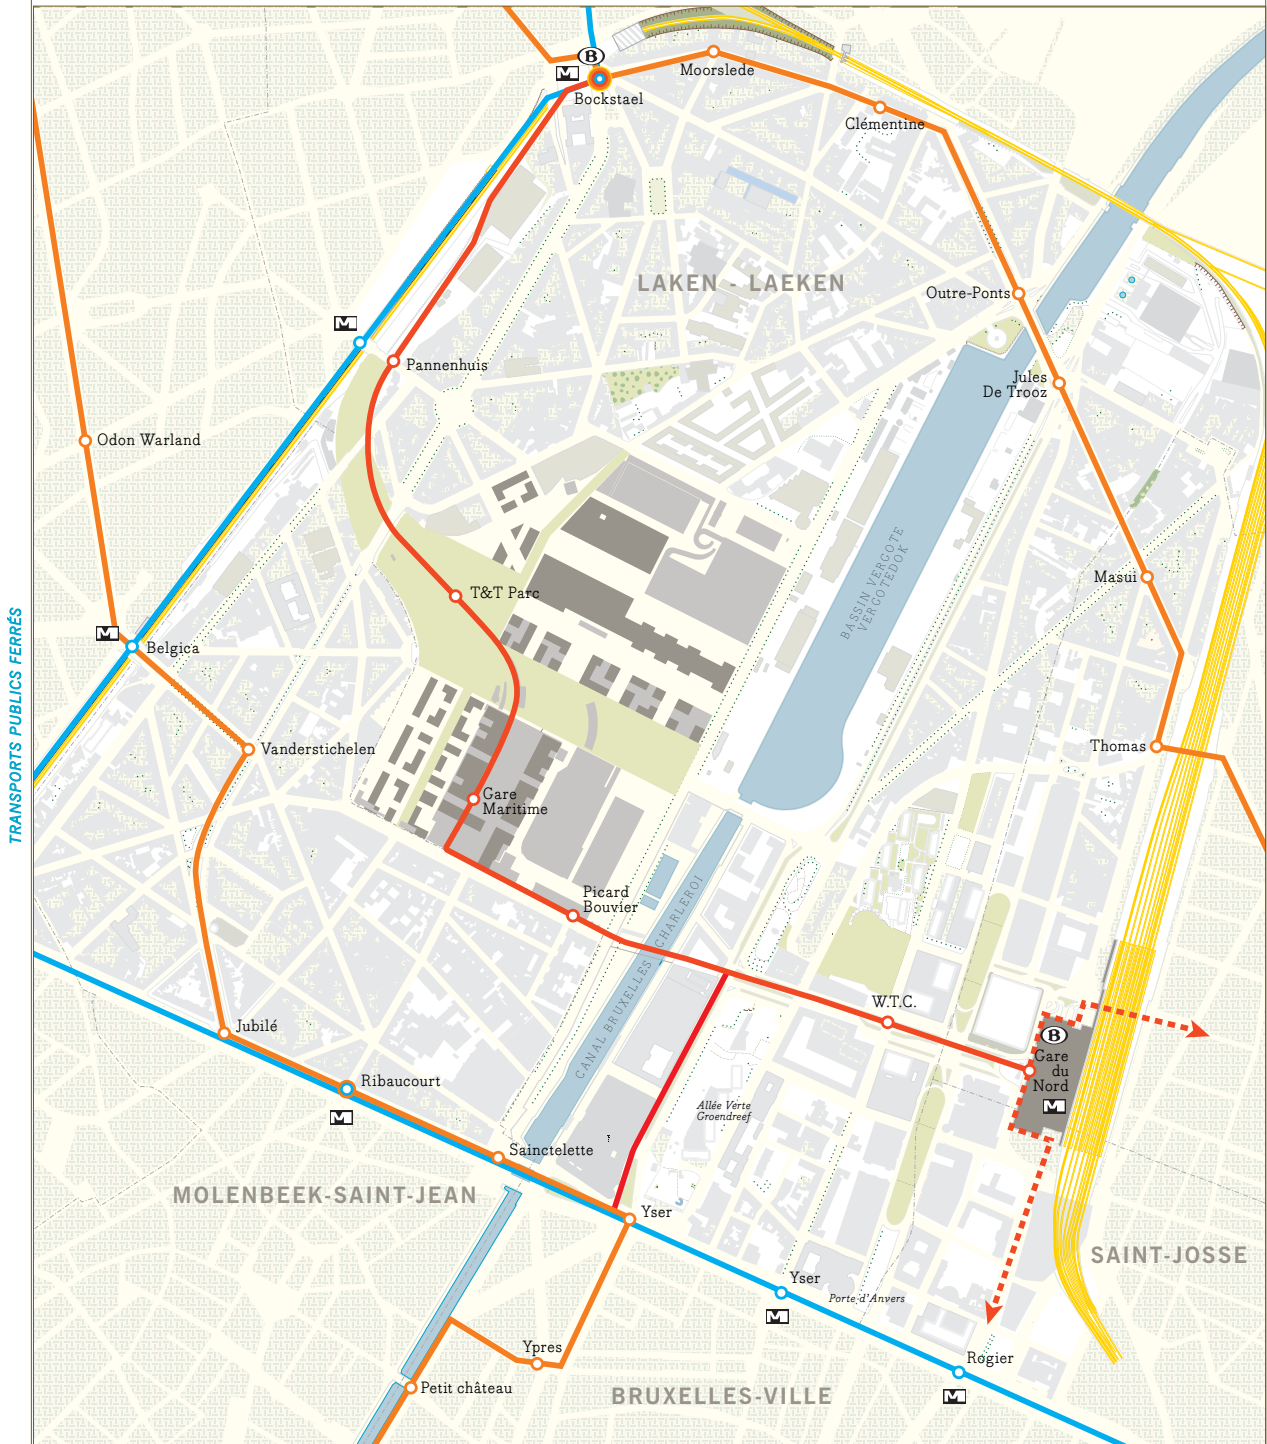 B
M
Bockstael
Moorslede
Clémentine
LAKEN - LAEKEN
Outre-Ponts
M
Pannenhuis
Jules
De Trooz
Odon Warland
BASSIN VERGOTE
VERGOTEDOK
Masui
T&T Parc
M
Belgica
TRANSPORTS PUBLICS FERRÉS
Vanderstichelen
Thomas
Gare
Maritime
Picard
Bouvier
CANAL BRUXELLES CHARLEROI
W.T.C.
B
Gare
du
Nord
M
Jubilé
Ribaucourt
M
Allée Verte
Groendreef
Sainctelette
MOLENBEEK-SAINT-JEAN
Yser
SAINT-JOSSE
Yser
M
Porte d'Anvers
Ypres
Rogier
M
Petit château
BRUXELLES-VILLE